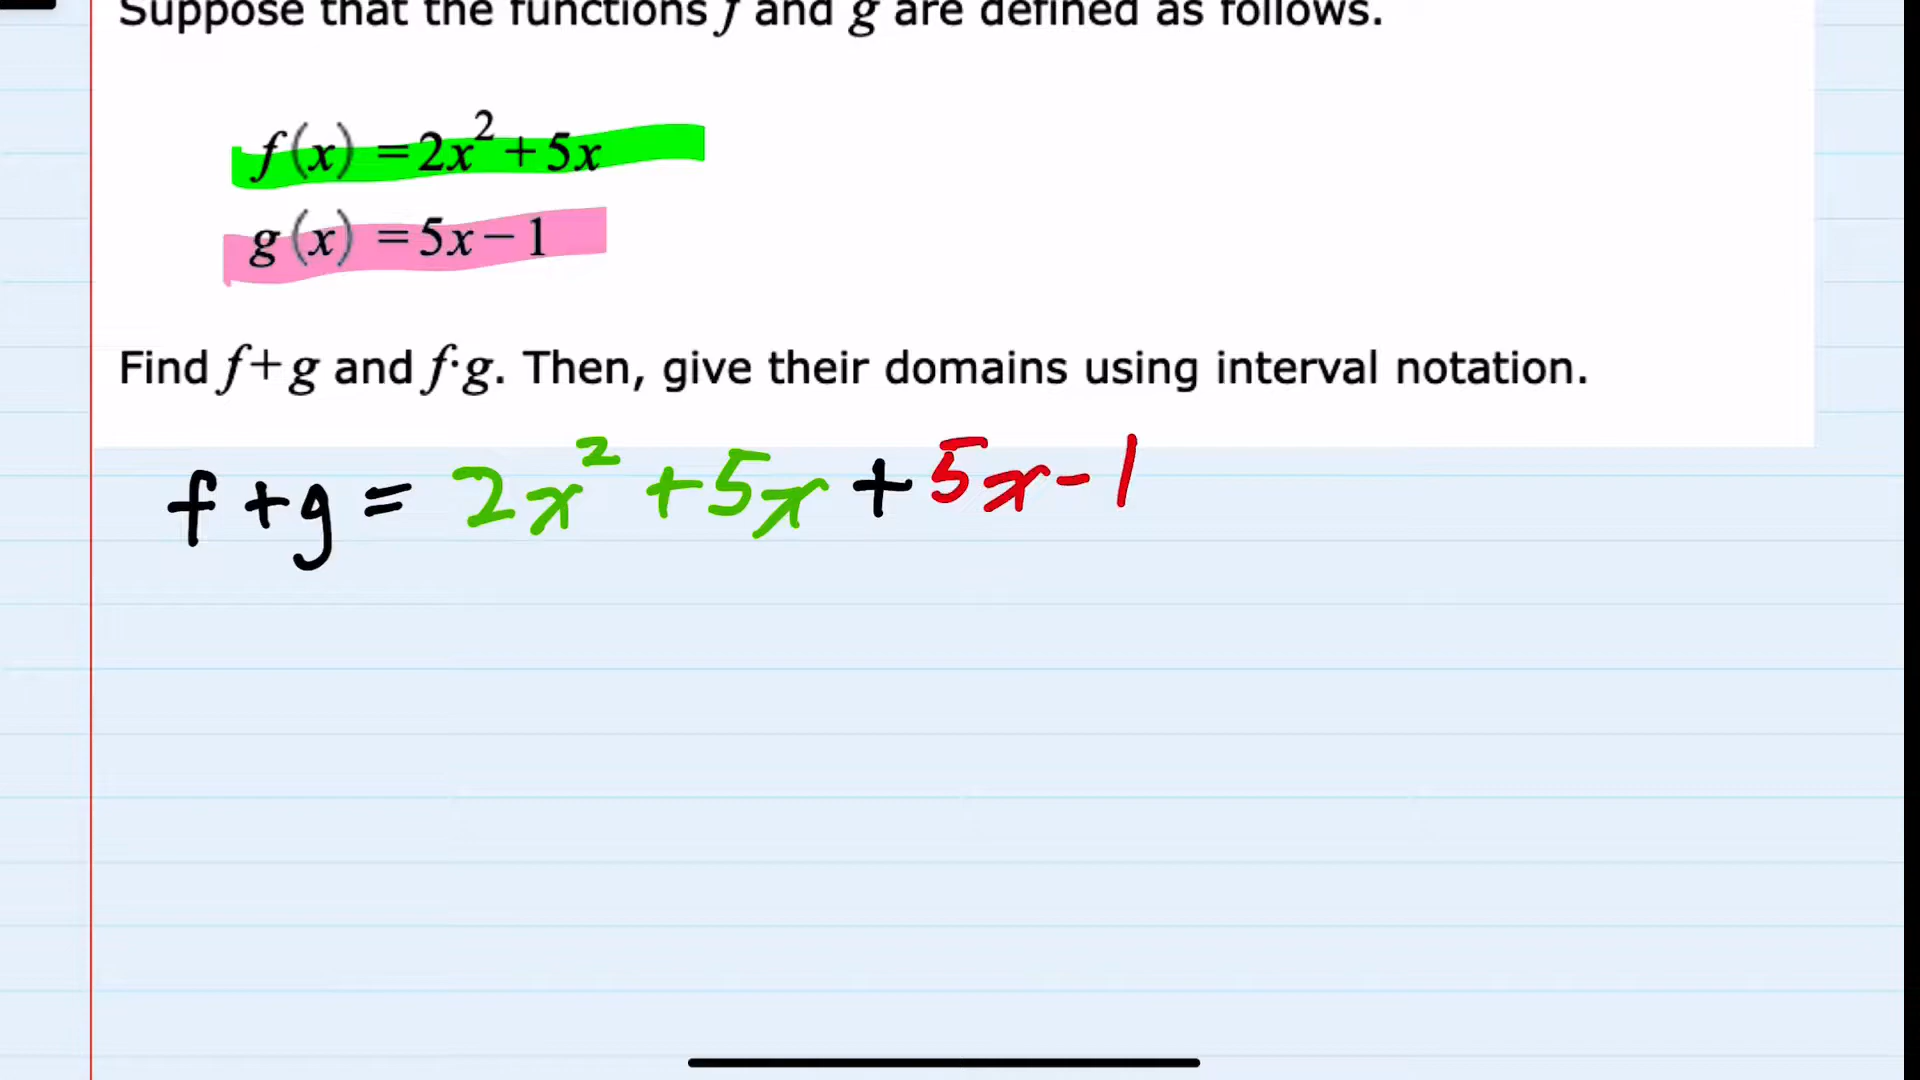 Suppose that the functions f and g are defined as follows.
f(x) = 2x² + 5x
g(x) = 5x − 1
Find f+g and f·g. Then, give their domains using interval notation.
f + g = 2x² + 5x + 5x - 1